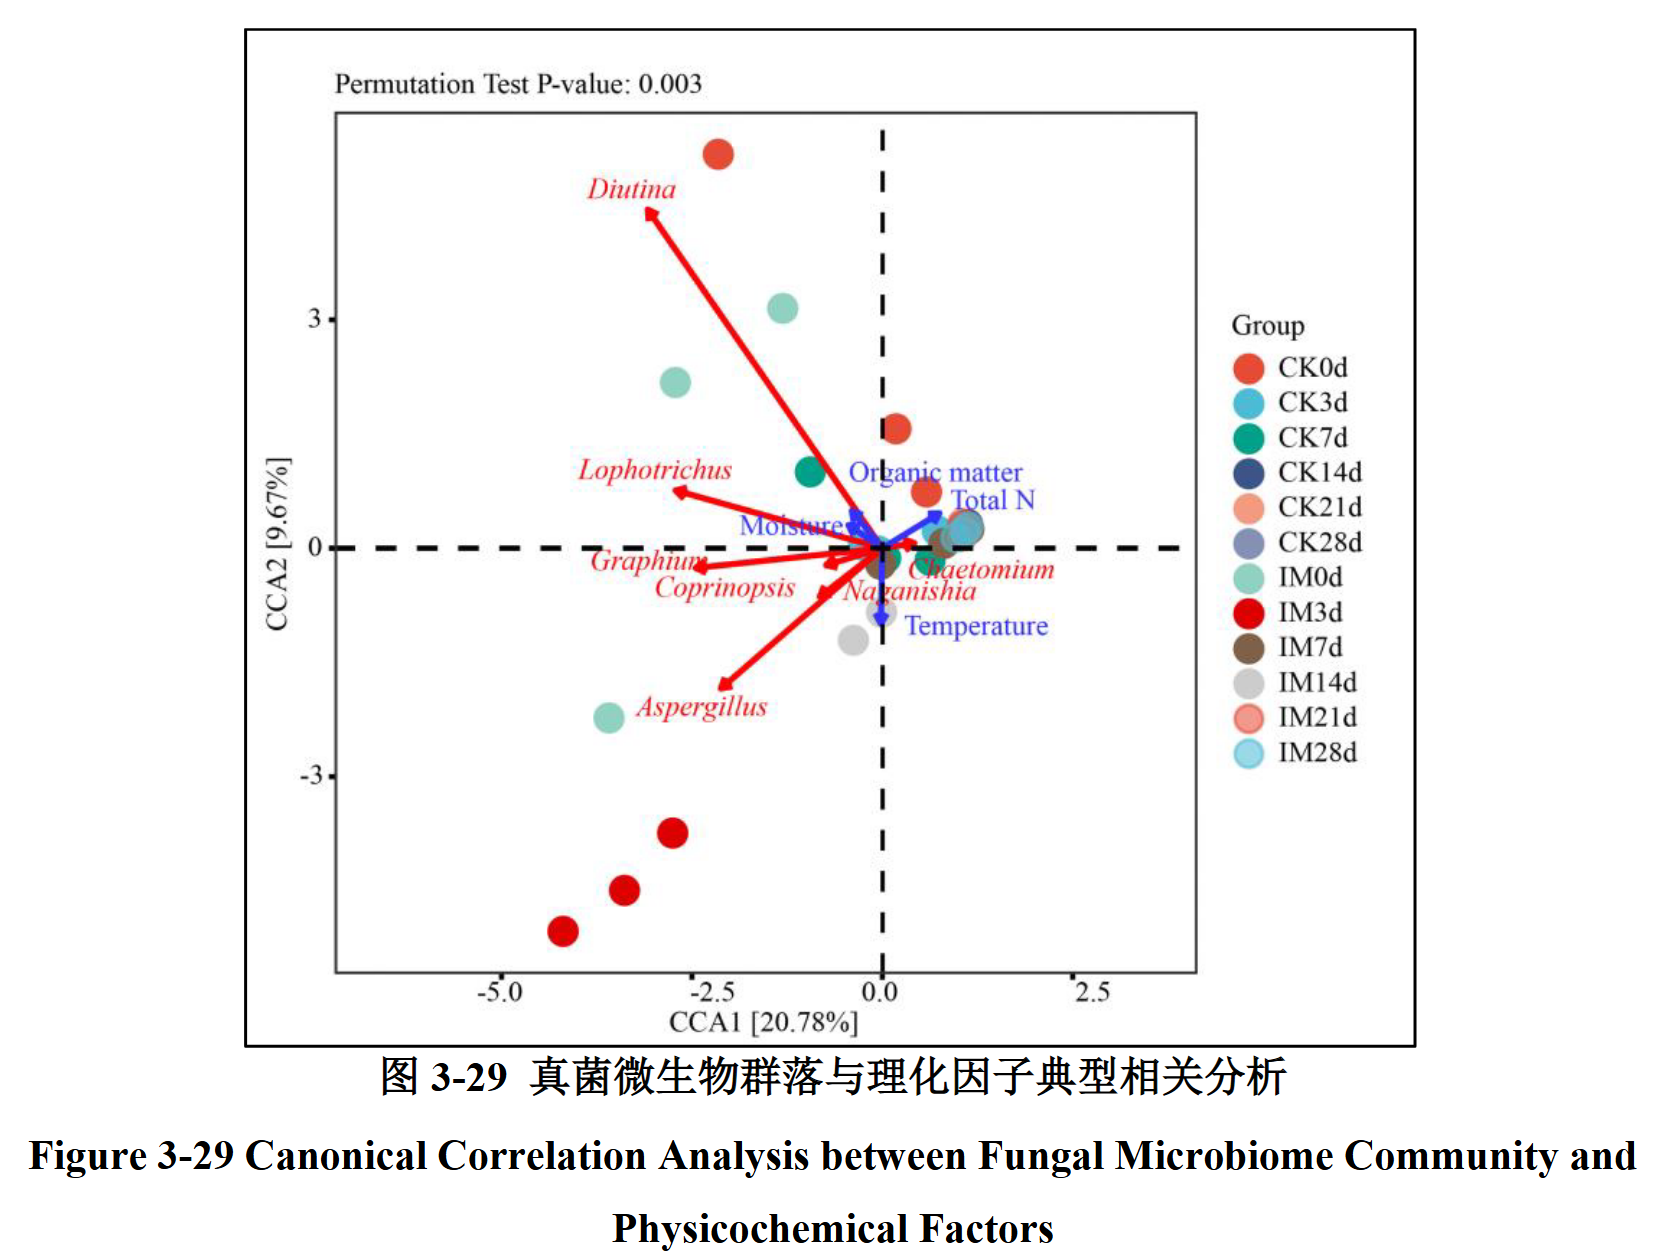 Permutation Test P-value: 0.003
Diutina
3
Lophotrichus
Organic matter
Total N
Moisture
0
Graphium
Chaetomium
Coprinopsis
Naganishia
Temperature
Aspergillus
-3
CCA2 [9.67%]
-5.0
-2.5
0.0
2.5
CCA1 [20.78%]
Group
CK0d
CK3d
CK7d
CK14d
CK21d
CK28d
IM0d
IM3d
IM7d
IM14d
IM21d
IM28d
图 3-29 真菌微生物群落与理化因子典型相关分析
Figure 3-29 Canonical Correlation Analysis between Fungal Microbiome Community and
Physicochemical Factors